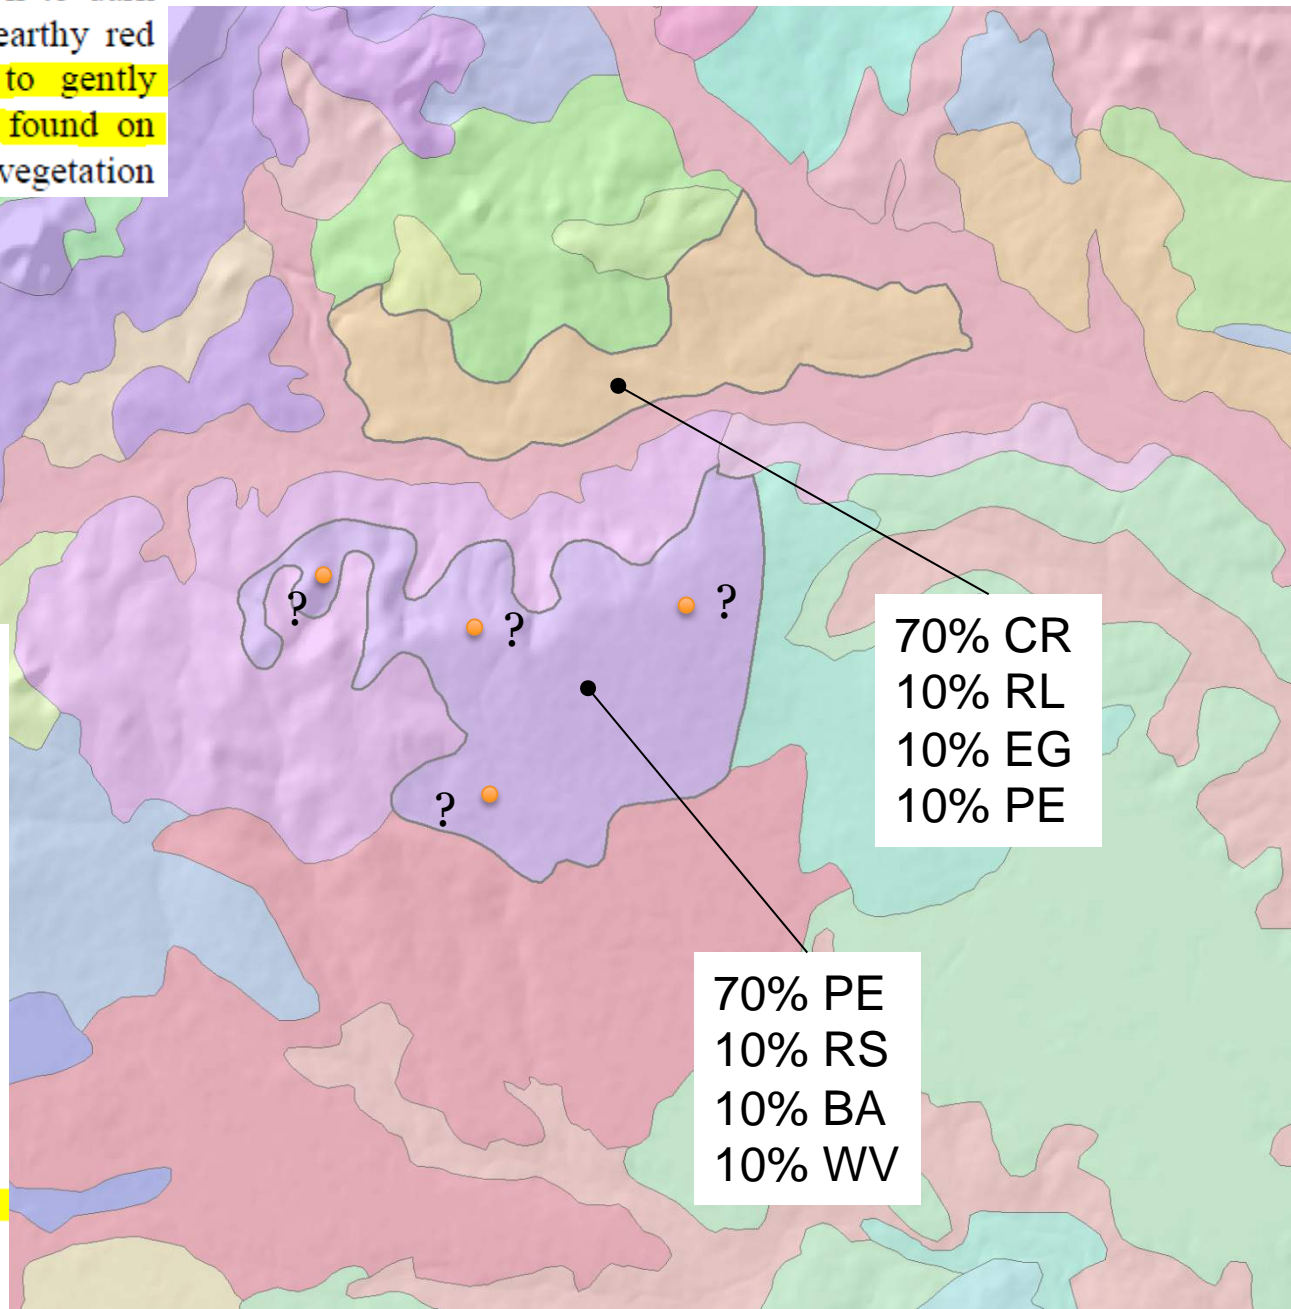 earthy red
to gently
found on
vegetation
?
?
?
?
70% CR
10% RL
10% EG
10% PE
70% PE
10% RS
10% BA
10% WV